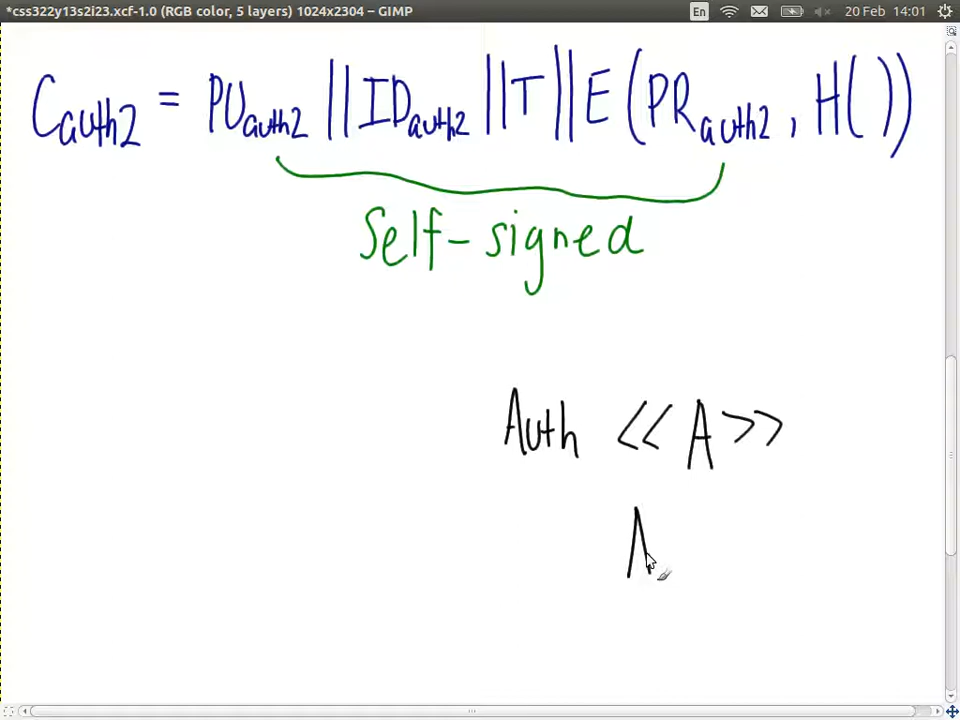 *css322y13s2i23.xcf-1.0 (RGB color, 5 layers) 1024x2304 – GIMP En 20 Feb 14:01
Cauth2 = PUauth2 || IDauth2 || T || E (PRauth2 , H( ))
Self-signed
Auth << A >>